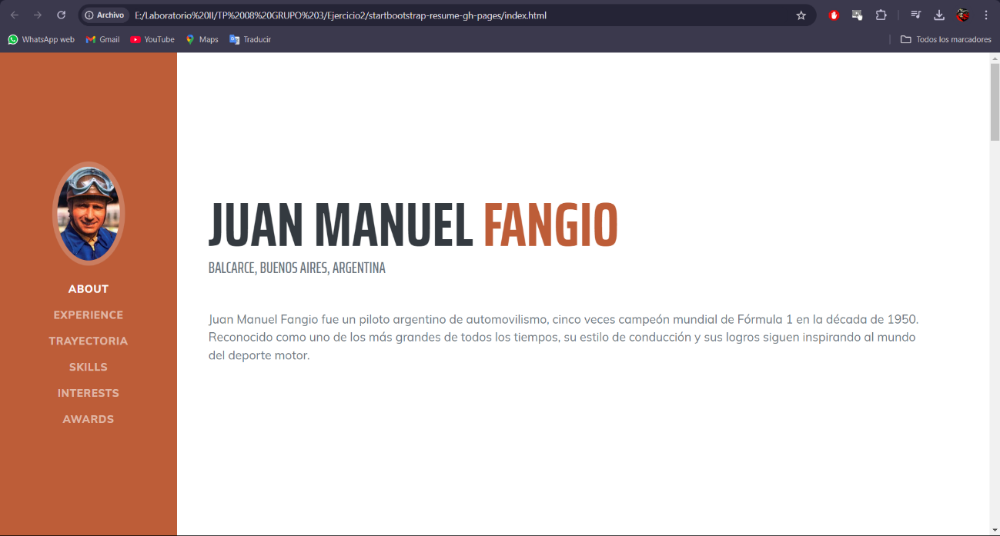 Archivo
E:/Laboratorio%20II/TP%2008%20GRUPO%203/Ejercicio2/startbootstrap-resume-gh-pages/index.html
WhatsApp web
Gmail
YouTube
Maps
Traducir
Todos los marcadores
ABOUT
EXPERIENCE
TRAYECTORIA
SKILLS
INTERESTS
AWARDS
JUAN MANUEL FANGIO
BALCARCE, BUENOS AIRES, ARGENTINA
Juan Manuel Fangio fue un piloto argentino de automovilismo, cinco veces campeón mundial de Fórmula 1 en la década de 1950.
Reconocido como uno de los más grandes de todos los tiempos, su estilo de conducción y sus logros siguen inspirando al mundo
del deporte motor.